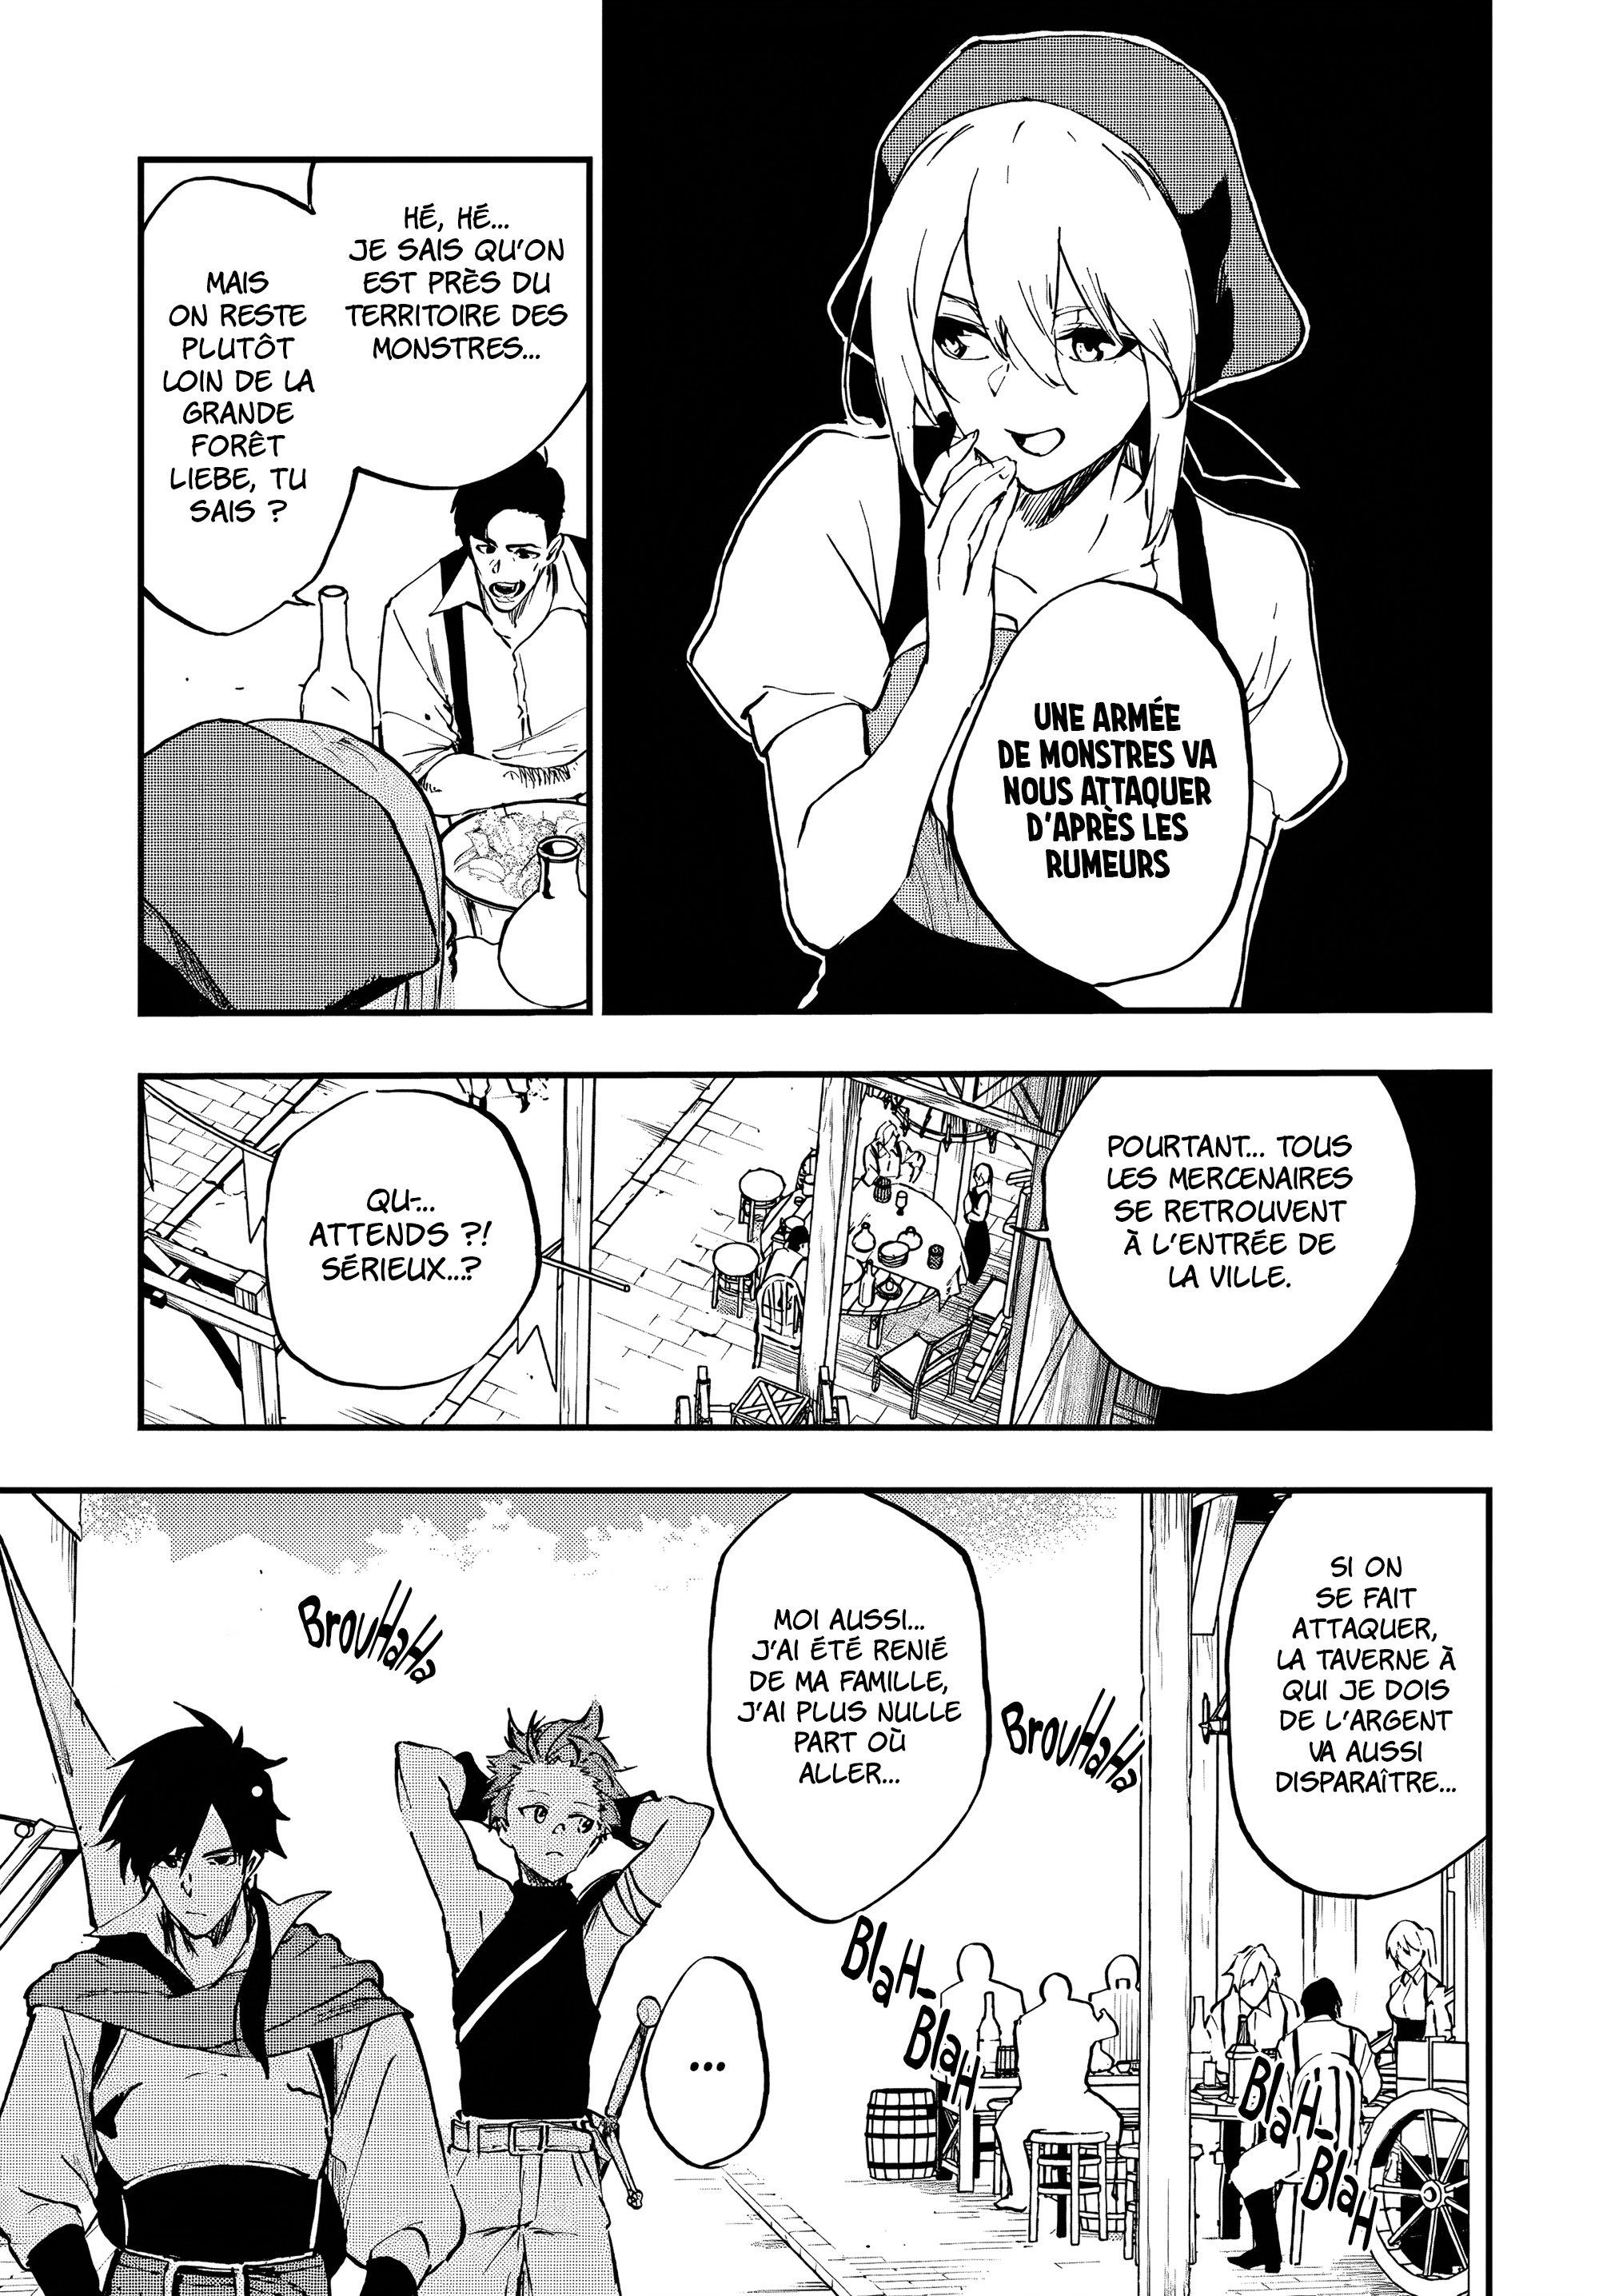 UNE ARMÉE
DE MONSTRES VA
NOUS ATTAQUER
D'APRÈS LES
RUMEURS
HÉ, HÉ...
JE SAIS QU'ON
EST PRÈS DU
TERRITOIRE DES
MONSTRES...
MAIS
ON RESTE
PLUTÔT
LOIN DE LA
GRANDE
FORÊT
LIEBE, TU
SAIS ?
POURTANT... TOUS
LES MERCENAIRES
SE RETROUVENT
À L'ENTRÉE DE
LA VILLE.
QU-...
ATTENDS ?!
SÉRIEUX...?
SI ON
SE FAIT
ATTAQUER,
LA TAVERNE À
QUI JE DOIS
DE L'ARGENT
VA AUSSI
DISPARAÎTRE...
MOI AUSSI...
J'AI ÉTÉ RENIÉ
DE MA FAMILLE,
J'AI PLUS NULLE
PART OÙ
ALLER...
BrouHaHa
BrouHaHa
BlaH-
BlaH
BlaH-
BlaH
...